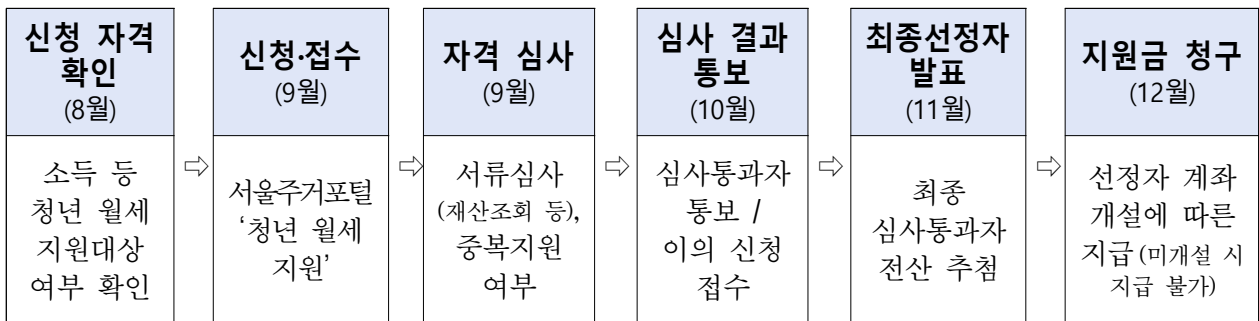 신청 자격
확인
(8월)
소득 등
청년 월세
지원대상
여부 확인
⇨
신청·접수
(9월)
서울주거포털
‘청년 월세
지원’
⇨
자격 심사
(9월)
서류심사
(재산조회 등),
중복지원
여부
⇨
심사 결과
통보
(10월)
심사통과자
통보 /
이의 신청
접수
⇨
최종선정자
발표
(11월)
최종
심사통과자
전산 추첨
⇨
지원금 청구
(12월)
선정자 계좌
개설에 따른
지급(미개설 시
지급 불가)